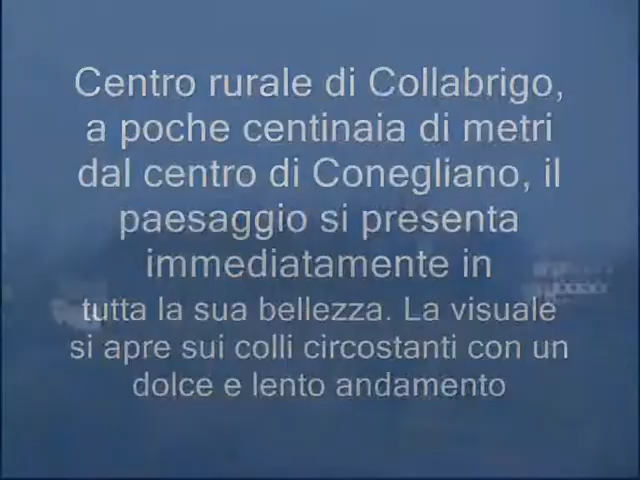 Centro rurale di Collabrigo,
a poche centinaia di metri
dal centro di Conegliano, il
paesaggio si presenta
immediatamente in
tutta la sua bellezza. La visuale
si apre sui colli circostanti con un
dolce e lento andamento